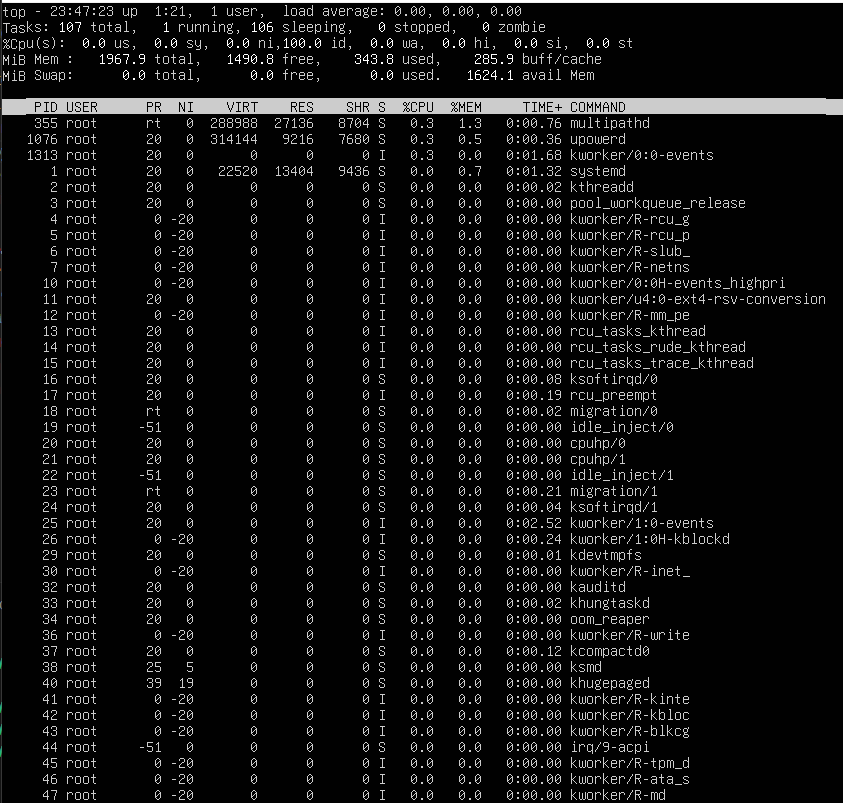 top - 23:47:23 up  1:21,  1 user,  load average: 0.00, 0.00, 0.00
Tasks: 107 total,   1 running, 106 sleeping,   0 stopped,   0 zombie
%Cpu(s):  0.0 us,  0.0 sy,  0.0 ni,100.0 id,  0.0 wa,  0.0 hi,  0.0 si,  0.0 st
MiB Mem :   1967.9 total,   1490.8 free,    343.8 used,    285.9 buff/cache
MiB Swap:      0.0 total,      0.0 free,      0.0 used.   1624.1 avail Mem
PID USER      PR  NI    VIRT    RES    SHR S  %CPU  %MEM     TIME+ COMMAND
355 root      rt   0  288988  27136   8704 S   0.3   1.3   0:00.76 multipathd
1076 root      20   0  314144   9216   7680 S   0.3   0.5   0:00.36 upowerd
1313 root      20   0       0      0      0 I   0.3   0.0   0:01.68 kworker/0:0-events
1 root      20   0   22520  13404   9436 S   0.0   0.7   0:01.32 systemd
2 root      20   0       0      0      0 S   0.0   0.0   0:00.02 kthreadd
3 root      20   0       0      0      0 S   0.0   0.0   0:00.00 pool_workqueue_release
4 root       0 -20       0      0      0 I   0.0   0.0   0:00.00 kworker/R-rcu_g
5 root       0 -20       0      0      0 I   0.0   0.0   0:00.00 kworker/R-rcu_p
6 root       0 -20       0      0      0 I   0.0   0.0   0:00.00 kworker/R-slub_
7 root       0 -20       0      0      0 I   0.0   0.0   0:00.00 kworker/R-netns
10 root       0 -20       0      0      0 I   0.0   0.0   0:00.00 kworker/0:0H-events_highpri
11 root      20   0       0      0      0 I   0.0   0.0   0:00.00 kworker/u4:0-ext4-rsv-conversion
12 root       0 -20       0      0      0 I   0.0   0.0   0:00.00 kworker/R-mm_pe
13 root      20   0       0      0      0 I   0.0   0.0   0:00.00 rcu_tasks_kthread
14 root      20   0       0      0      0 I   0.0   0.0   0:00.00 rcu_tasks_rude_kthread
15 root      20   0       0      0      0 I   0.0   0.0   0:00.00 rcu_tasks_trace_kthread
16 root      20   0       0      0      0 S   0.0   0.0   0:00.08 ksoftirqd/0
17 root      20   0       0      0      0 I   0.0   0.0   0:00.19 rcu_preempt
18 root      rt   0       0      0      0 S   0.0   0.0   0:00.02 migration/0
19 root     -51   0       0      0      0 S   0.0   0.0   0:00.00 idle_inject/0
20 root      20   0       0      0      0 S   0.0   0.0   0:00.00 cpuhp/0
21 root      20   0       0      0      0 S   0.0   0.0   0:00.00 cpuhp/1
22 root     -51   0       0      0      0 S   0.0   0.0   0:00.00 idle_inject/1
23 root      rt   0       0      0      0 S   0.0   0.0   0:00.21 migration/1
24 root      20   0       0      0      0 S   0.0   0.0   0:00.04 ksoftirqd/1
25 root      20   0       0      0      0 I   0.0   0.0   0:02.52 kworker/1:0-events
26 root       0 -20       0      0      0 I   0.0   0.0   0:00.24 kworker/1:0H-kblockd
29 root      20   0       0      0      0 S   0.0   0.0   0:00.01 kdevtmpfs
30 root       0 -20       0      0      0 I   0.0   0.0   0:00.00 kworker/R-inet_
32 root      20   0       0      0      0 S   0.0   0.0   0:00.00 kauditd
33 root      20   0       0      0      0 S   0.0   0.0   0:00.02 khungtaskd
34 root      20   0       0      0      0 S   0.0   0.0   0:00.00 oom_reaper
36 root       0 -20       0      0      0 I   0.0   0.0   0:00.00 kworker/R-write
37 root      20   0       0      0      0 S   0.0   0.0   0:00.12 kcompactd0
38 root      25   5       0      0      0 S   0.0   0.0   0:00.00 ksmd
40 root      39  19       0      0      0 S   0.0   0.0   0:00.00 khugepaged
41 root       0 -20       0      0      0 I   0.0   0.0   0:00.00 kworker/R-kinte
42 root       0 -20       0      0      0 I   0.0   0.0   0:00.00 kworker/R-kbloc
43 root       0 -20       0      0      0 I   0.0   0.0   0:00.00 kworker/R-blkcg
44 root     -51   0       0      0      0 S   0.0   0.0   0:00.00 irq/9-acpi
45 root       0 -20       0      0      0 I   0.0   0.0   0:00.00 kworker/R-tpm_d
46 root       0 -20       0      0      0 I   0.0   0.0   0:00.00 kworker/R-ata_s
47 root       0 -20       0      0      0 I   0.0   0.0   0:00.00 kworker/R-md